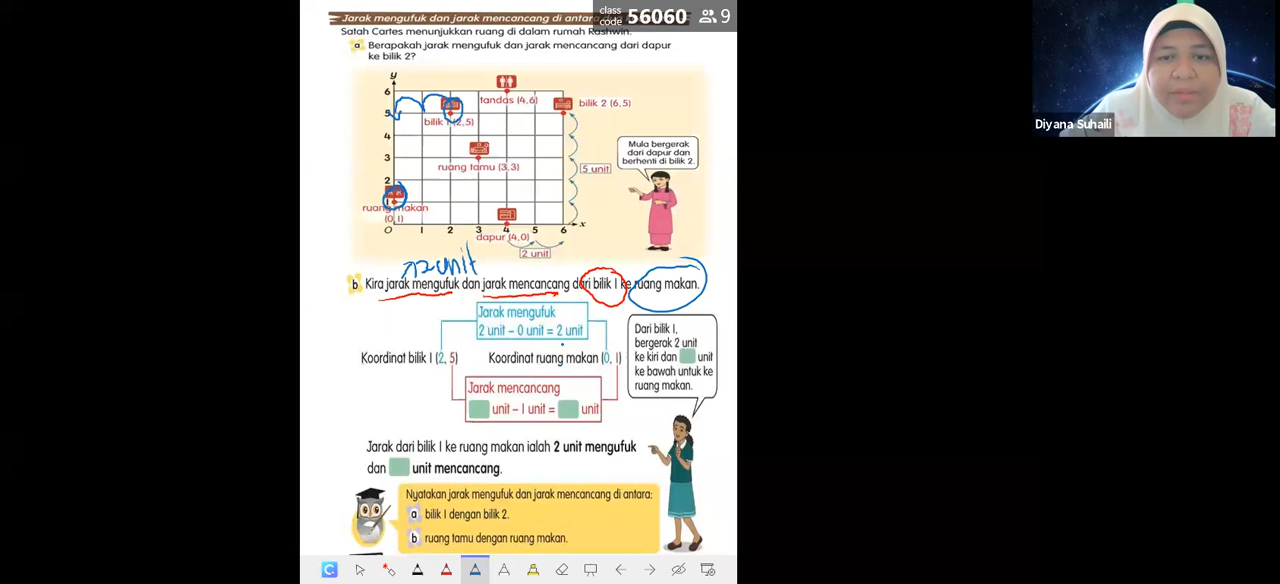 Jarak mengufuk dan jarak mencancang di antara
class code 56060 9
Satah Cartes menunjukkan ruang di dalam rumah Rashwin.
a Berapakah jarak mengufuk dan jarak mencancang dari dapur
ke bilik 2?
y
6
tandas (4,6)
bilik 2 (6,5)
5
bilik 1 (2,5)
4
Mula bergerak
dari dapur dan
berhenti di bilik 2.
3
ruang tamu (3,3)
5 unit
2
1
ruang makan
(0,1)
x
O 1 2 3 4 5 6
dapur (4,0)
2 unit
2 unit
b Kira jarak mengufuk dan jarak mencancang dari bilik 1 ke ruang makan.
Jarak mengufuk
2 unit – 0 unit = 2 unit
Koordinat bilik 1 (2, 5) Koordinat ruang makan (0, 1)
Jarak mencancang
unit – 1 unit = unit
Dari bilik 1,
bergerak 2 unit
ke kiri dan unit
ke bawah untuk ke
ruang makan.
Jarak dari bilik 1 ke ruang makan ialah 2 unit mengufuk
dan unit mencancang.
Nyatakan jarak mengufuk dan jarak mencancang di antara:
a bilik 1 dengan bilik 2.
b ruang tamu dengan ruang makan.
Diyana Suhaili